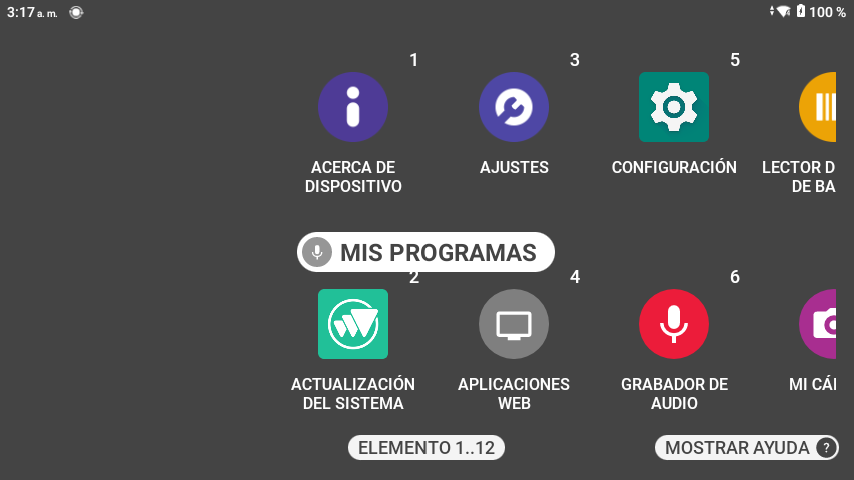 3:17 a. m.
100 %
1
3
5
ACERCA DE
DISPOSITIVO
AJUSTES
CONFIGURACIÓN
LECTOR D
DE BA
MIS PROGRAMAS
2
4
6
ACTUALIZACIÓN
DEL SISTEMA
APLICACIONES
WEB
GRABADOR DE
AUDIO
MI CÁ
ELEMENTO 1..12
MOSTRAR AYUDA ?